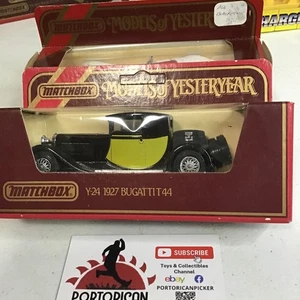 MATCHBOX
MODELS of YESTERYEAR
MATCHBOX
MODELS of YESTERYEAR
MATCHBOX
Y-24 1927 BUGATTI T44
SUBSCRIBE
Toys & Collectibles
Channel
ebay
PORTORICANPICKER
PORTORICAN